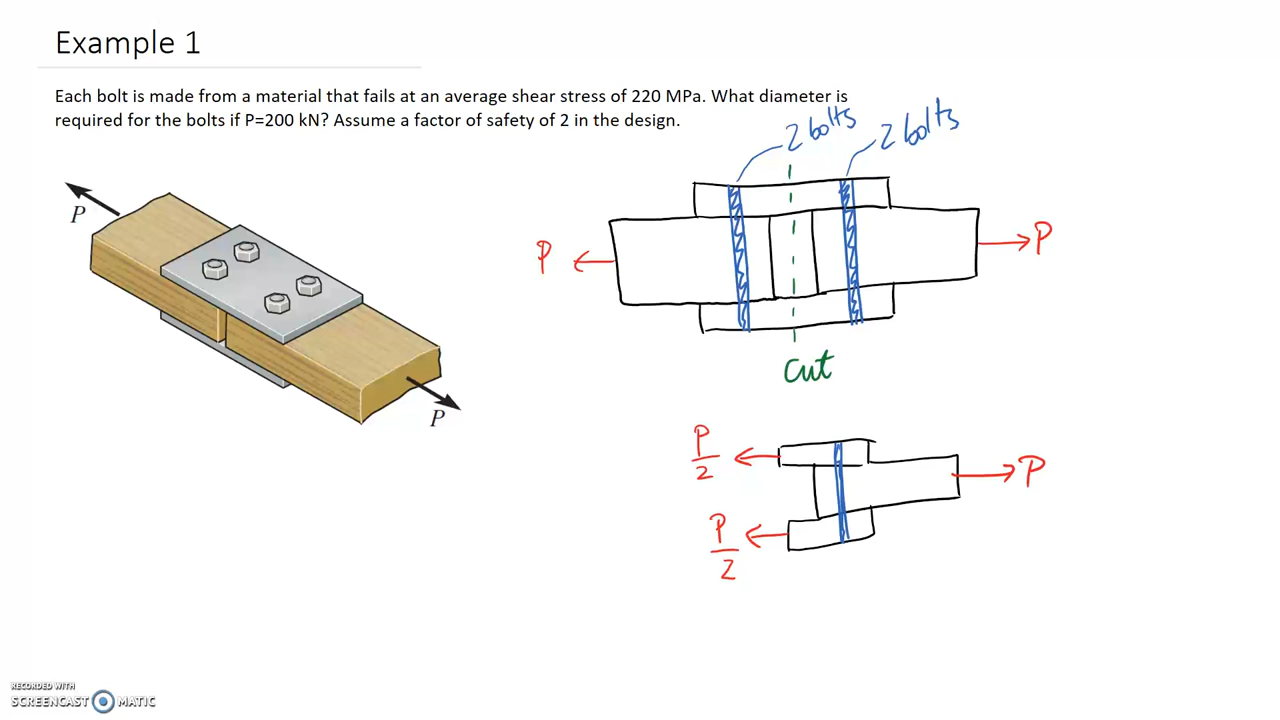 Example 1
Each bolt is made from a material that fails at an average shear stress of 220 MPa. What diameter is
required for the bolts if P=200 kN? Assume a factor of safety of 2 in the design.
2 bolts
2 bolts
P
P
P
P
cut
P
2
P
P
2
RECORDED WITH
SCREENCAST MATIC